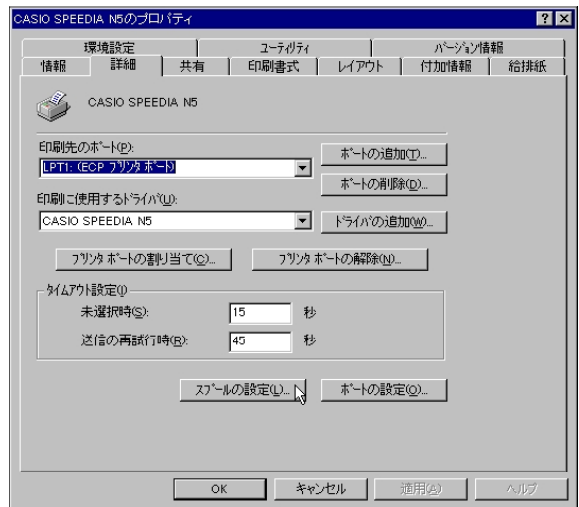 CASIO SPEEDIA N5のプロパティ
環境設定 ユーティリティ バージョン情報
情報 詳細 共有 印刷書式 レイアウト 付加情報 給排紙
CASIO SPEEDIA N5
印刷先のポート(P):
LPT1: (ECP プリンタ ポート)
ポートの追加(T)...
ポートの削除(D)...
印刷に使用するドライバ(U):
CASIO SPEEDIA N5
ドライバの追加(W)...
プリンタ ポートの割り当て(C)... プリンタ ポートの解除(N)...
タイムアウト設定(I)
未選択時(S): 15 秒
送信の再試行時(R): 45 秒
スプールの設定(L)... ポートの設定(O)...
OK キャンセル 適用(A) ヘルプ